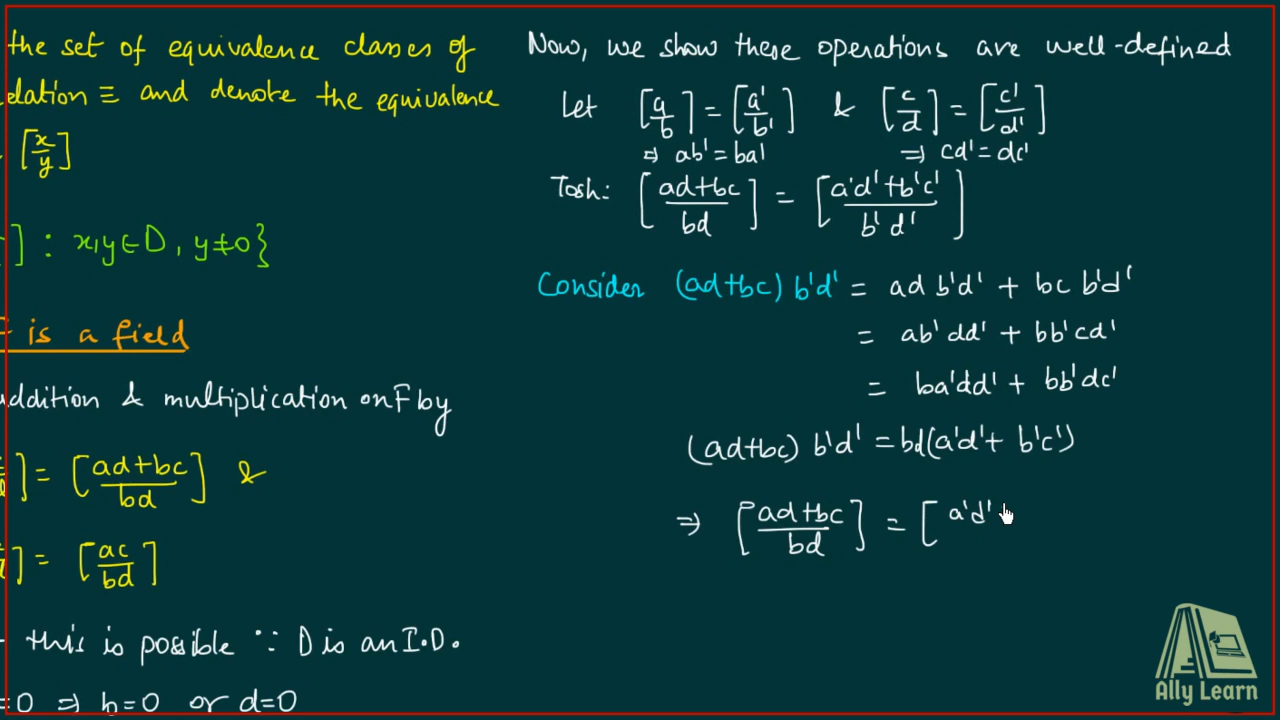 the set of equivalence classes of
elation ≡ and denote the equivalence
[x/y]
] : x,y ∈ D, y ≠ 0}
is a field
addition & multiplication on F by
] = [ad+bc/bd] &
] = [ac/bd]
this is possible ∵ D is an I.D.
=0 ⇒ b=0 or d=0
Now, we show these operations are well-defined
Let [a/b] = [a'/b'] & [c/d] = [c'/d']
⇒ ab' = ba' ⇒ cd' = dc'
Tosh: [ad+bc/bd] = [a'd'+b'c'/b'd']
Consider (ad+bc) b'd' = ad b'd' + bc b'd'
= ab' dd' + bb' cd'
= ba'dd' + bb'dc'
(ad+bc) b'd' = bd(a'd' + b'c')
⇒ [ad+bc/bd] = [a'd'
Ally Learn